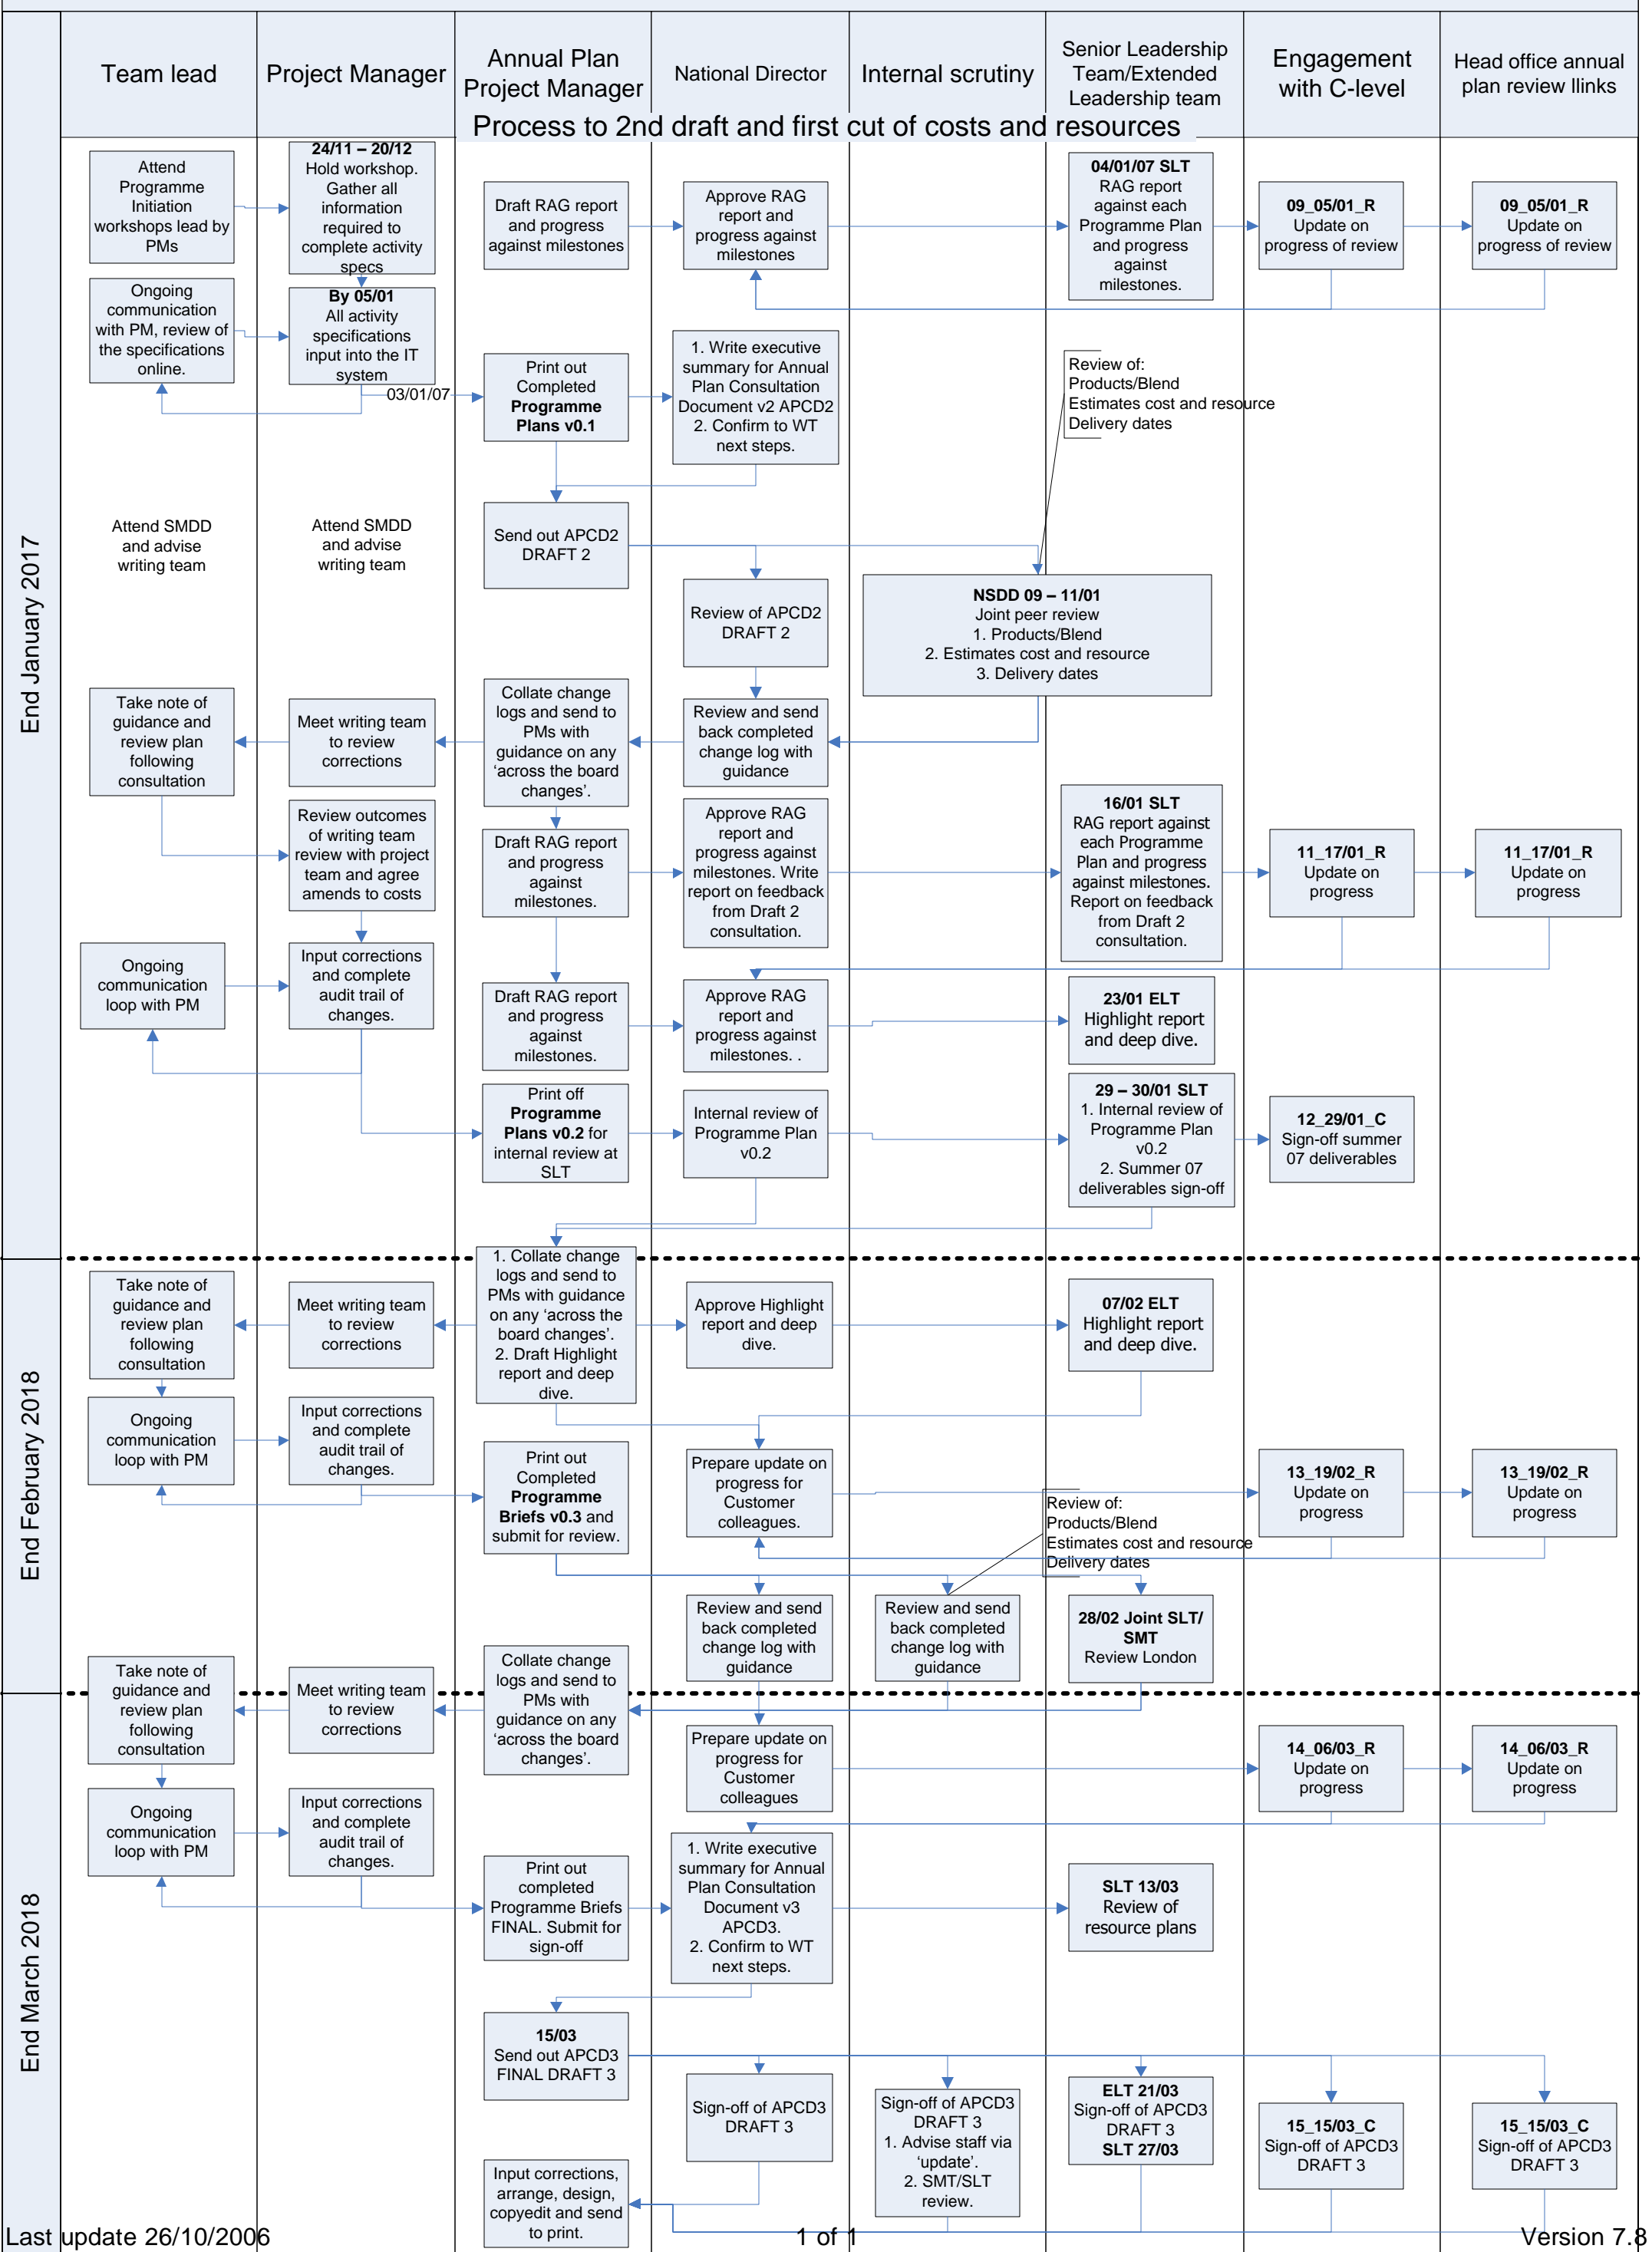 Team lead
Project Manager
Annual Plan
Project Manager
National Director
Internal scrutiny
Senior Leadership
Team/Extended
Leadership team
Engagement
with C-level
Head office annual
plan review llinks
Process to 2nd draft and first cut of costs and resources
End January 2017
Attend
Programme
Initiation
workshops lead by
PMs
24/11 – 20/12
Hold workshop.
Gather all
information
required to
complete activity
specs
Draft RAG report
and progress
against milestones
Approve RAG
report and
progress against
milestones
04/01/07 SLT
RAG report
against each
Programme Plan
and progress
against
milestones.
09_05/01_R
Update on
progress of review
09_05/01_R
Update on
progress of review
Ongoing
communication
with PM, review of
the specifications
online.
By 05/01
All activity
specifications
input into the IT
system
03/01/07
Print out
Completed
Programme
Plans v0.1
1. Write executive
summary for Annual
Plan Consultation
Document v2 APCD2
2. Confirm to WT
next steps.
Review of:
Products/Blend
Estimates cost and resource
Delivery dates
Attend SMDD
and advise
writing team
Attend SMDD
and advise
writing team
Send out APCD2
DRAFT 2
Review of APCD2
DRAFT 2
NSDD 09 – 11/01
Joint peer review
1. Products/Blend
2. Estimates cost and resource
3. Delivery dates
Take note of
guidance and
review plan
following
consultation
Meet writing team
to review
corrections
Collate change
logs and send to
PMs with
guidance on any
‘across the board
changes’.
Review and send
back completed
change log with
guidance
Review outcomes
of writing team
review with project
team and agree
amends to costs
Draft RAG report
and progress
against
milestones.
Approve RAG
report and
progress against
milestones. Write
report on feedback
from Draft 2
consultation.
16/01 SLT
RAG report against
each Programme
Plan and progress
against milestones.
Report on feedback
from Draft 2
consultation.
11_17/01_R
Update on
progress
11_17/01_R
Update on
progress
Ongoing
communication
loop with PM
Input corrections
and complete
audit trail of
changes.
Draft RAG report
and progress
against
milestones.
Approve RAG
report and
progress against
milestones. .
23/01 ELT
Highlight report
and deep dive.
Print off
Programme
Plans v0.2 for
internal review at
SLT
Internal review of
Programme Plan
v0.2
29 – 30/01 SLT
1. Internal review of
Programme Plan
v0.2
2. Summer 07
deliverables sign-off
12_29/01_C
Sign-off summer
07 deliverables
End February 2018
Take note of
guidance and
review plan
following
consultation
Meet writing team
to review
corrections
1. Collate change
logs and send to
PMs with guidance
on any ‘across the
board changes’.
2. Draft Highlight
report and deep
dive.
Approve Highlight
report and deep
dive.
07/02 ELT
Highlight report
and deep dive.
Ongoing
communication
loop with PM
Input corrections
and complete
audit trail of
changes.
Print out
Completed
Programme
Briefs v0.3 and
submit for review.
Prepare update on
progress for
Customer
colleagues.
Review of:
Products/Blend
Estimates cost and resource
Delivery dates
13_19/02_R
Update on
progress
13_19/02_R
Update on
progress
Review and send
back completed
change log with
guidance
Review and send
back completed
change log with
guidance
28/02 Joint SLT/
SMT
Review London
End March 2018
Take note of
guidance and
review plan
following
consultation
Meet writing team
to review
corrections
Collate change
logs and send to
PMs with
guidance on any
‘across the board
changes’.
Prepare update on
progress for
Customer
colleagues
14_06/03_R
Update on
progress
14_06/03_R
Update on
progress
Ongoing
communication
loop with PM
Input corrections
and complete
audit trail of
changes.
Print out
completed
Programme Briefs
FINAL. Submit for
sign-off
1. Write executive
summary for Annual
Plan Consultation
Document v3
APCD3.
2. Confirm to WT
next steps.
SLT 13/03
Review of
resource plans
15/03
Send out APCD3
FINAL DRAFT 3
Sign-off of APCD3
DRAFT 3
Sign-off of APCD3
DRAFT 3
1. Advise staff via
‘update’.
2. SMT/SLT
review.
ELT 21/03
Sign-off of APCD3
DRAFT 3
SLT 27/03
15_15/03_C
Sign-off of APCD3
DRAFT 3
15_15/03_C
Sign-off of APCD3
DRAFT 3
Input corrections,
arrange, design,
copyedit and send
to print.
Last update 26/10/2006
1 of 1
Version 7.8